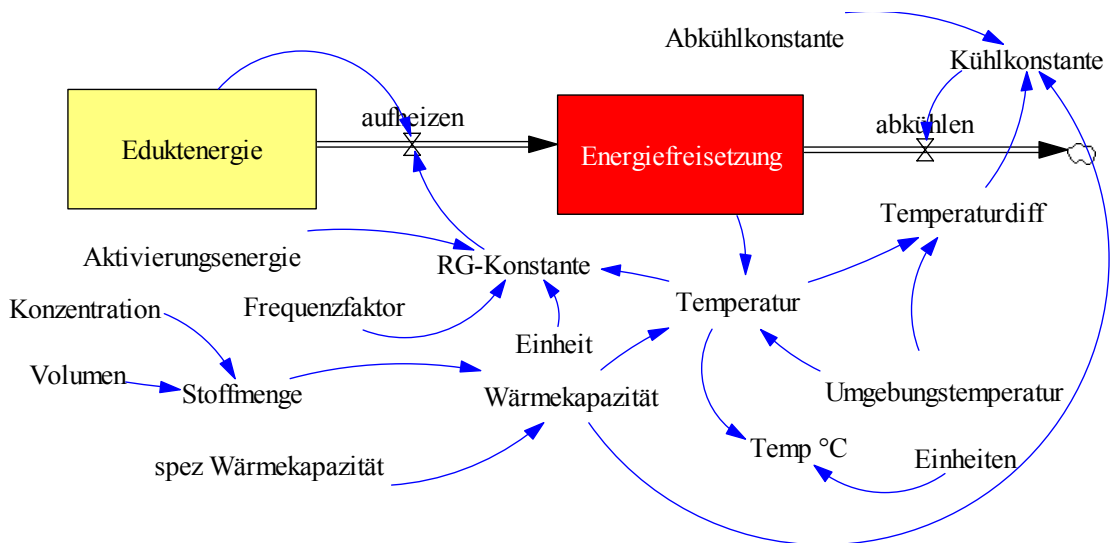 Abkühlkonstante
Kühlkonstante
aufheizen
abkühlen
Eduktenergie
Energiefreisetzung
Temperaturdiff
Aktivierungsenergie
RG-Konstante
Konzentration
Frequenzfaktor
Temperatur
Einheit
Volumen
Stoffmenge
Wärmekapazität
Umgebungstemperatur
spez Wärmekapazität
Temp °C
Einheiten